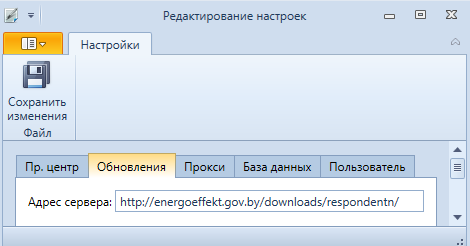 Редактирование настроек
Настройки
Сохранить
изменения
Файл
Пр. центр Обновления Прокси База данных Пользователь
Адрес сервера: http://energoeffekt.gov.by/downloads/respondentn/